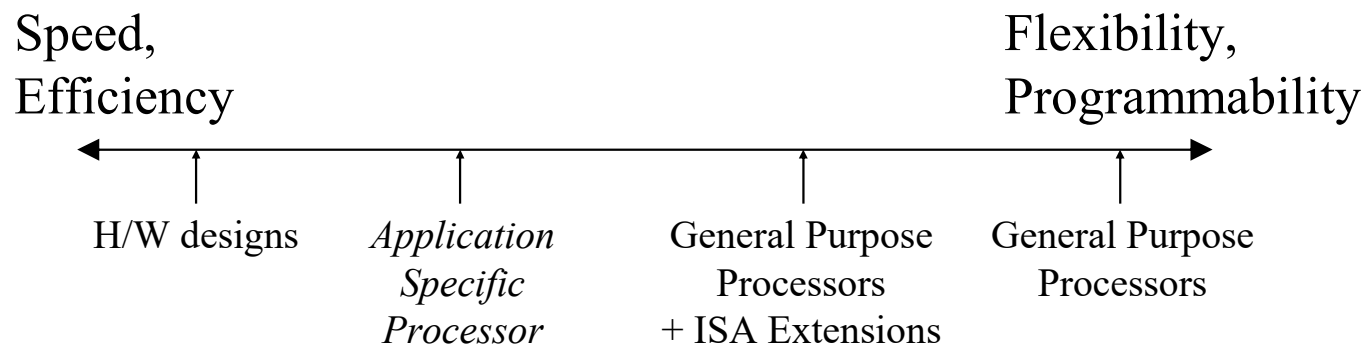 Speed,
Efficiency
Flexibility,
Programmability
H/W designs
Application
Specific
Processor
General Purpose
Processors
+ ISA Extensions
General Purpose
Processors